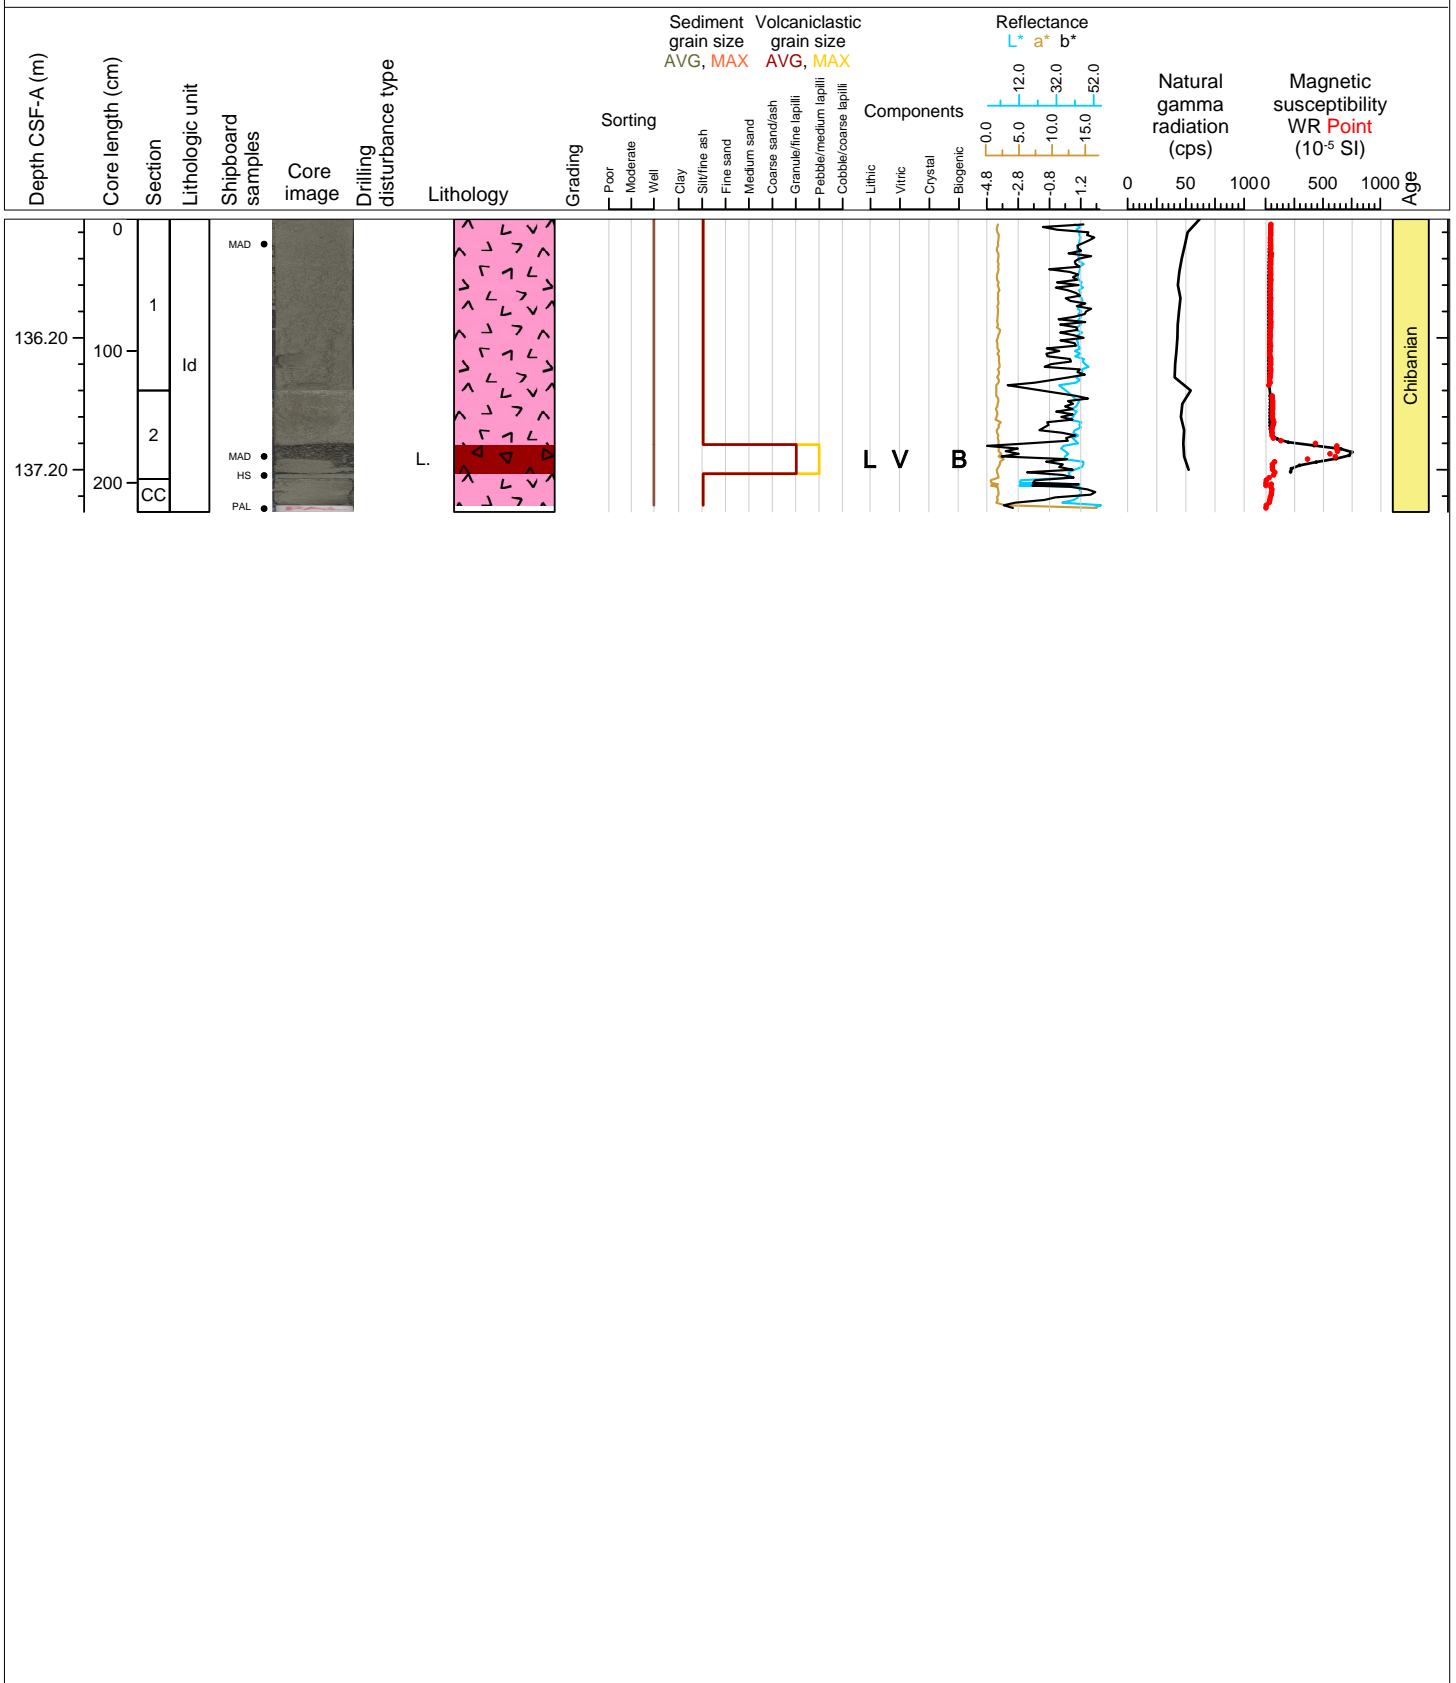 Depth CSF-A (m)
Core length (cm)
Section
Lithologic unit
Shipboard
samples
Core
image
Drilling
disturbance type
Lithology
Grading
Sorting
Poor
Moderate
Well
Sediment
grain size
AVG, MAX
Volcaniclastic
grain size
AVG, MAX
Clay
Silt/fine ash
Fine sand
Medium sand
Coarse sand/ash
Granule/fine lapilli
Pebble/medium lapilli
Cobble/coarse lapilli
Components
Lithic
Vitric
Crystal
Biogenic
Reflectance
L* a* b*
12.0 32.0 52.0
0.0 5.0 10.0 15.0
-4.8 -2.8 -0.8 1.2
Natural
gamma
radiation
(cps)
0 50 100
Magnetic
susceptibility
WR Point
(10-5 SI)
0 500 1000
Age
0
MAD
1
136.20
100
Id
Chibanian
2
MAD
L.
L V B
137.20
HS
200
CC
PAL